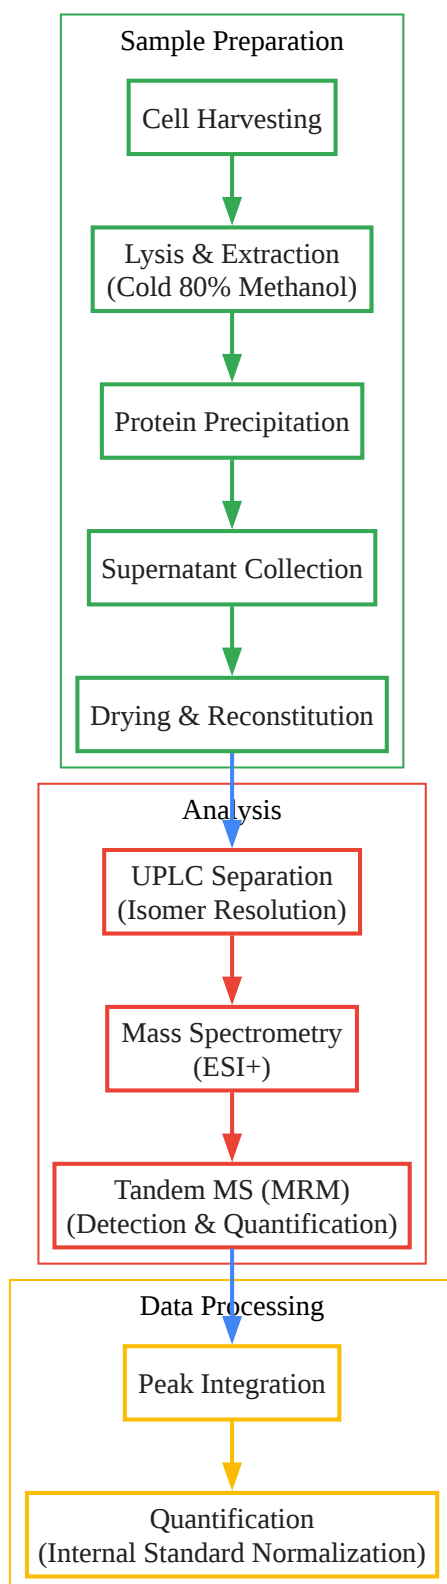 Sample Preparation
Cell Harvesting
Lysis & Extraction
(Cold 80% Methanol)
Protein Precipitation
Supernatant Collection
Drying & Reconstitution
Analysis
UPLC Separation
(Isomer Resolution)
Mass Spectrometry
(ESI+)
Tandem MS (MRM)
(Detection & Quantification)
Data Processing
Peak Integration
Quantification
(Internal Standard Normalization)